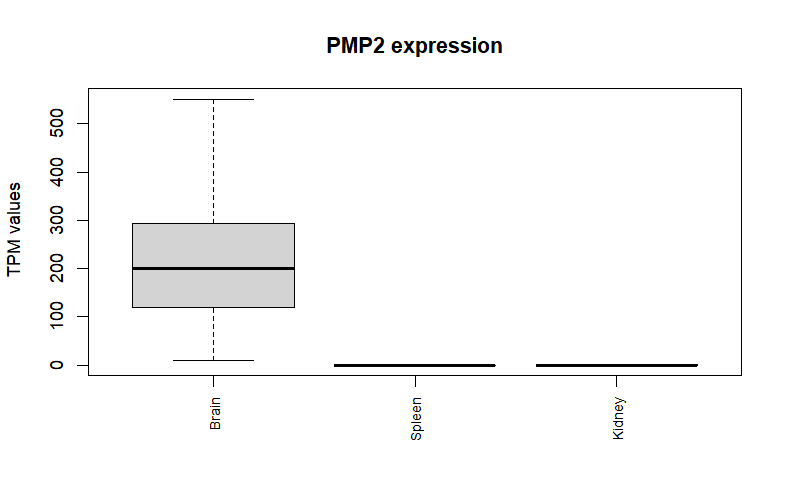 PMP2 expression
TPM values
500
400
300
200
100
0
Brain
Spleen
Kidney